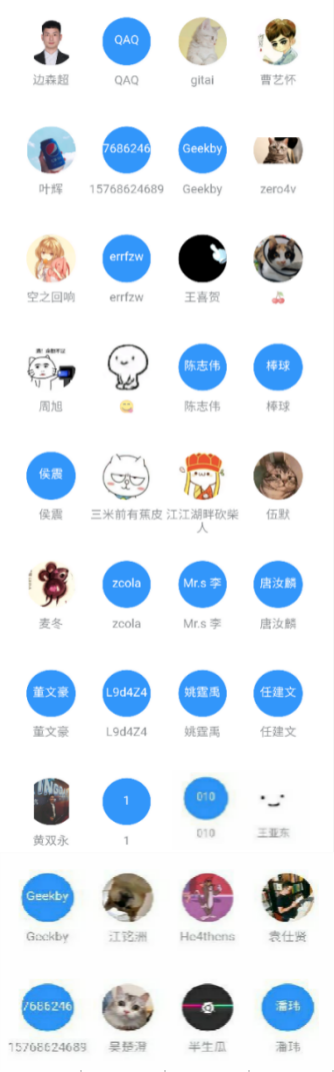 QAQ
边森超 QAQ gitai 曹艺怀
7686246 Geekby
叶辉 15768624689 Geekby zero4v
errfzw
空之回响 errfzw 王喜贺 🍒
陈志伟 棒球
周旭 😋 陈志伟 棒球
侯震
侯震 三米前有蕉皮 江江湖畔砍柴
人 伍默
zcola Mr.s 李 唐汝麟
麦冬 zcola Mr.s 李 唐汝麟
董文豪 L9d4Z4 姚霆禹 任建文
董文豪 L9d4Z4 姚霆禹 任建文
1 010
黄双永 1 010 王亚东
Geekby
Geekby 江铭洲 He4thens 袁仕贤
7686246 潘玮
15768624689 吴楚滢 半生瓜 潘玮